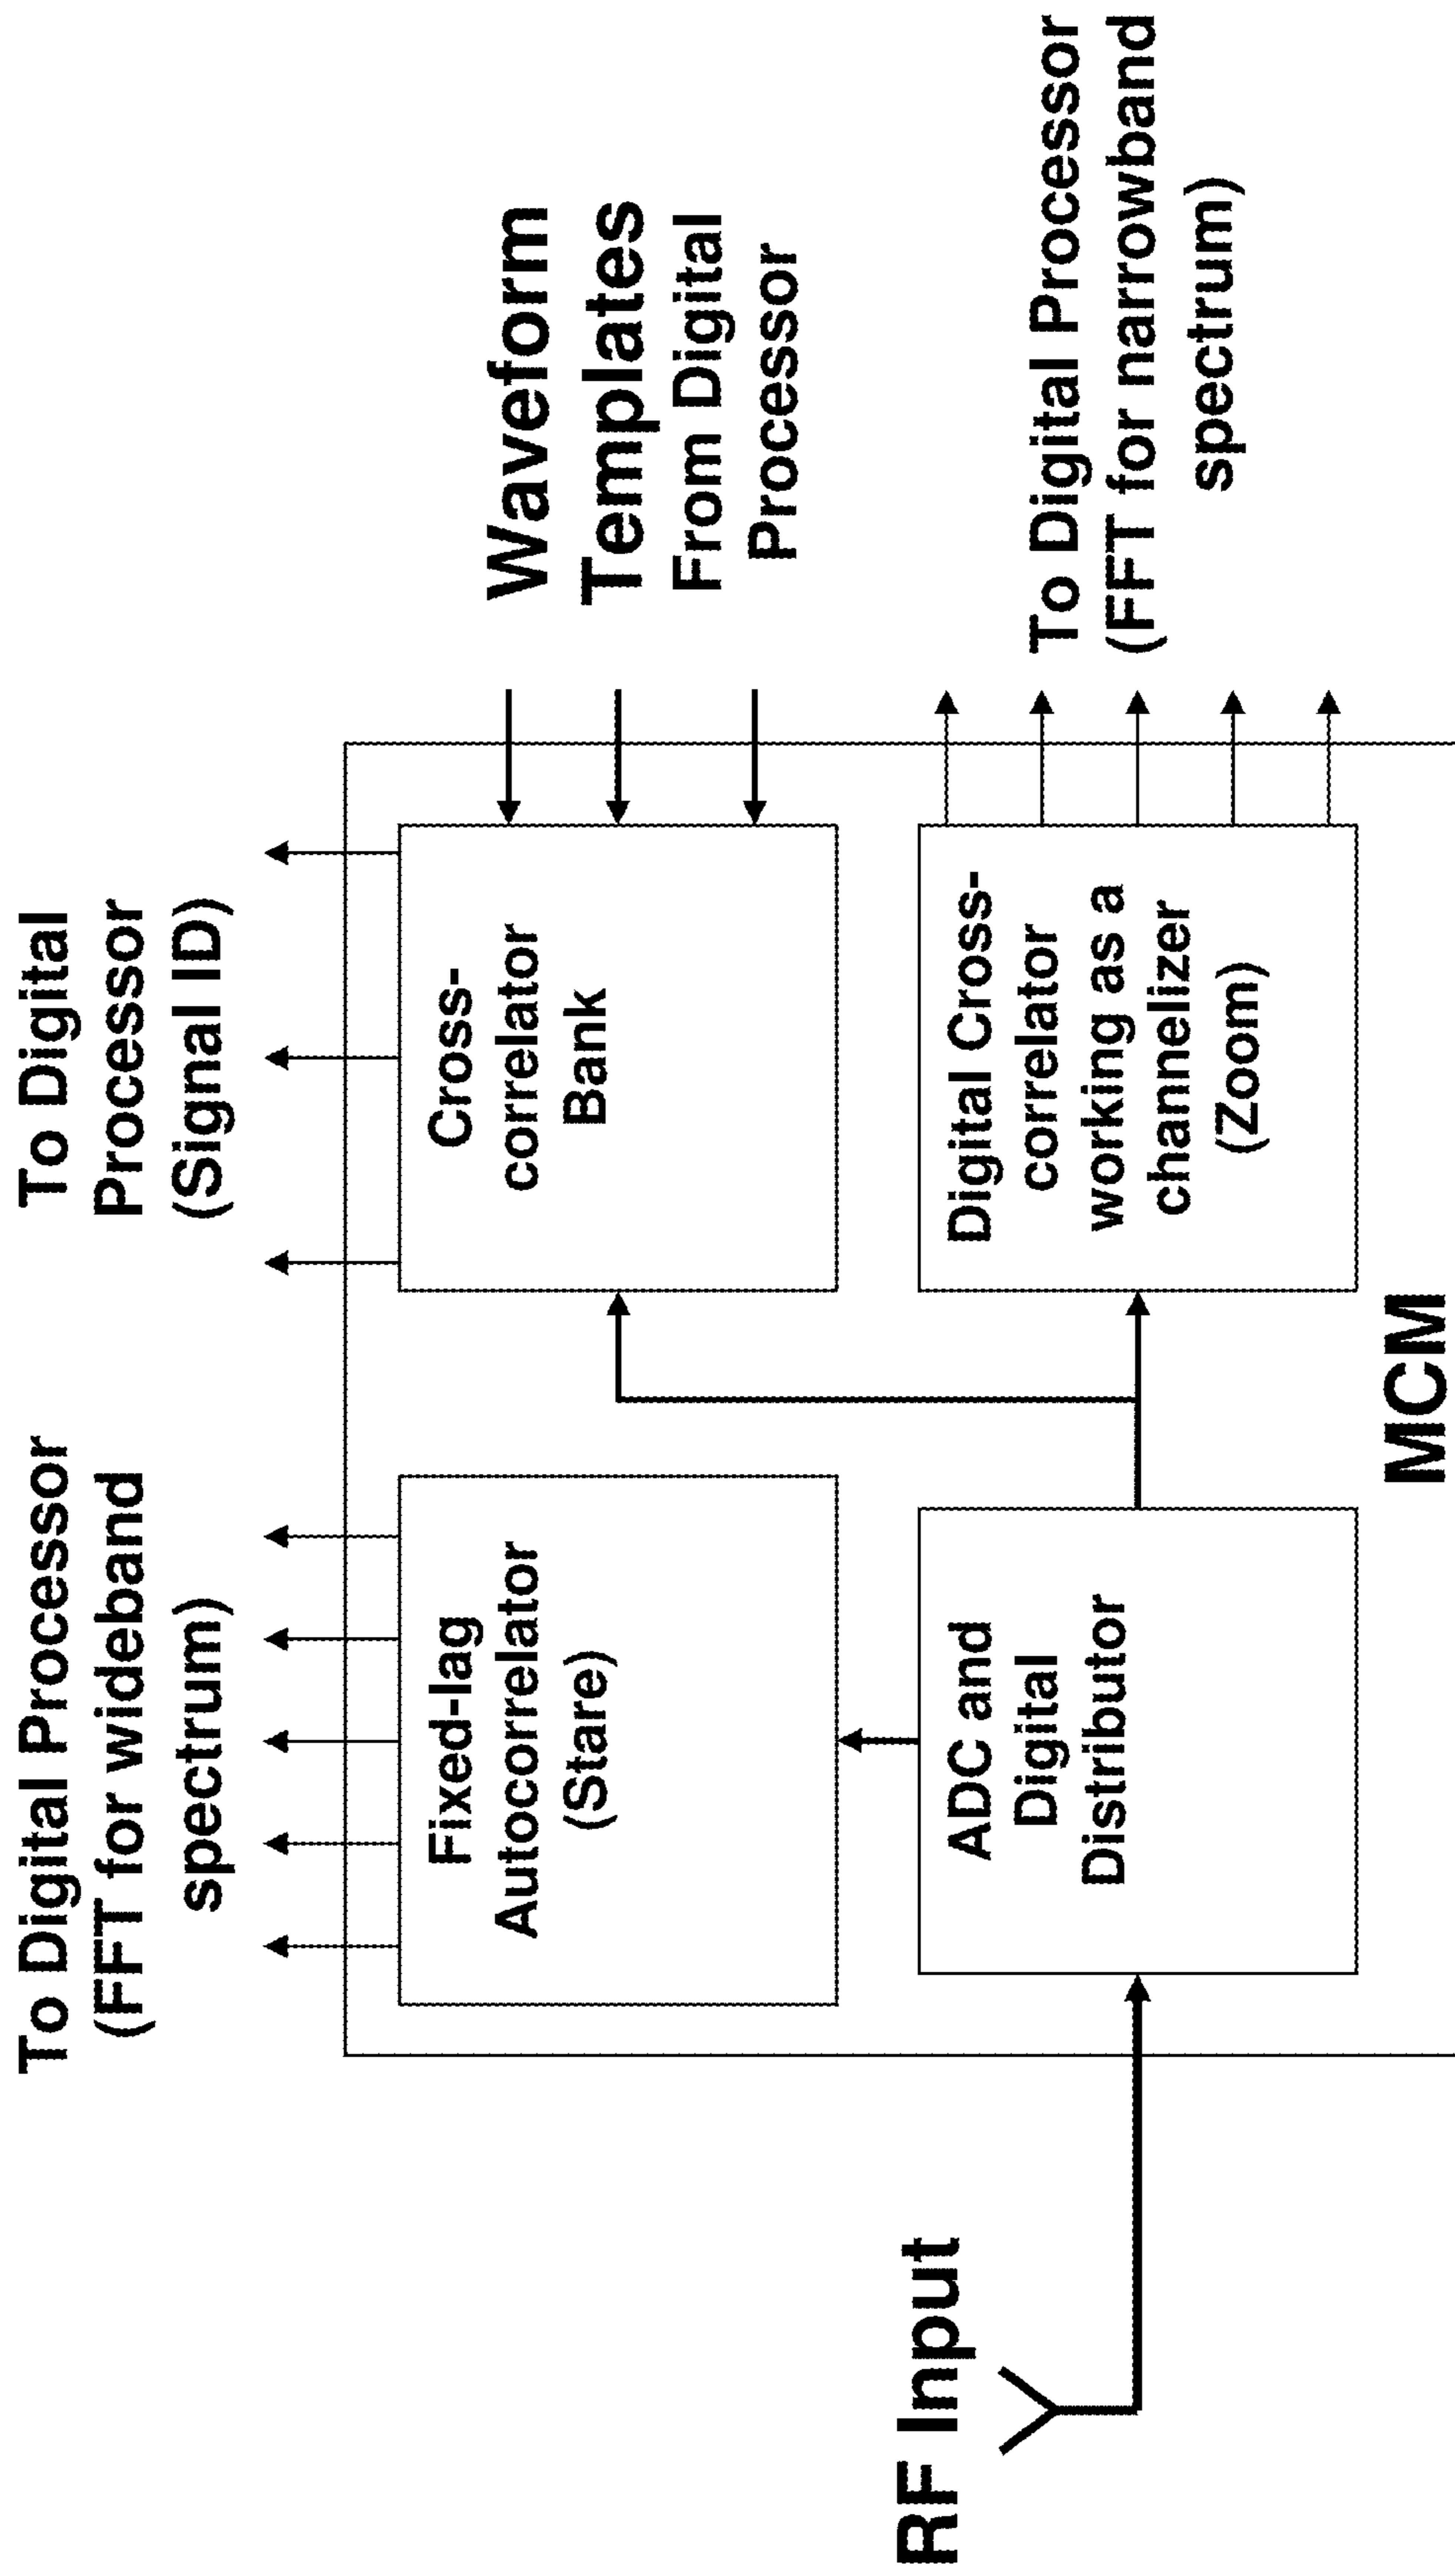 To Digital Processor
(FFT for wideband
spectrum)
To Digital
Processor
(Signal ID)
Fixed-lag
Autocorrelator
(Stare)
Cross-
correlator
Bank
Waveform
Templates
From Digital
Processor
RF Input
ADC and
Digital
Distributor
Digital Cross-
correlator
working as a
channelizer
(Zoom)
To Digital Processor
(FFT for narrowband
spectrum)
MCM